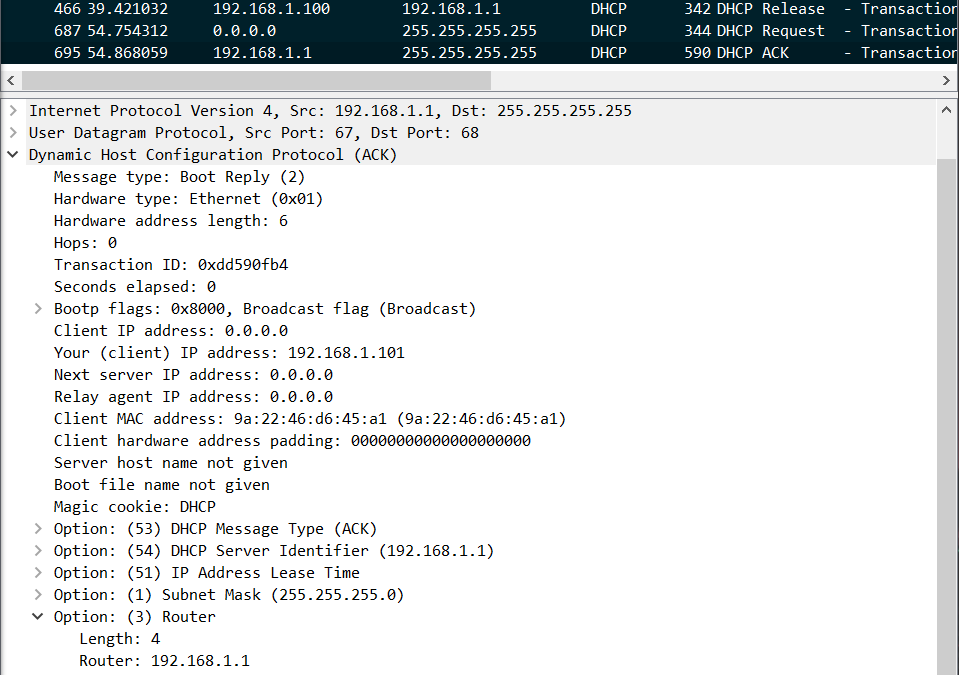 466 39.421032 192.168.1.100 192.168.1.1 DHCP 342 DHCP Release - Transaction
687 54.754312 0.0.0.0 255.255.255.255 DHCP 344 DHCP Request - Transaction
695 54.868059 192.168.1.1 255.255.255.255 DHCP 590 DHCP ACK - Transaction
Internet Protocol Version 4, Src: 192.168.1.1, Dst: 255.255.255.255
User Datagram Protocol, Src Port: 67, Dst Port: 68
Dynamic Host Configuration Protocol (ACK)
Message type: Boot Reply (2)
Hardware type: Ethernet (0x01)
Hardware address length: 6
Hops: 0
Transaction ID: 0xdd590fb4
Seconds elapsed: 0
Bootp flags: 0x8000, Broadcast flag (Broadcast)
Client IP address: 0.0.0.0
Your (client) IP address: 192.168.1.101
Next server IP address: 0.0.0.0
Relay agent IP address: 0.0.0.0
Client MAC address: 9a:22:46:d6:45:a1 (9a:22:46:d6:45:a1)
Client hardware address padding: 00000000000000000000
Server host name not given
Boot file name not given
Magic cookie: DHCP
Option: (53) DHCP Message Type (ACK)
Option: (54) DHCP Server Identifier (192.168.1.1)
Option: (51) IP Address Lease Time
Option: (1) Subnet Mask (255.255.255.0)
Option: (3) Router
Length: 4
Router: 192.168.1.1